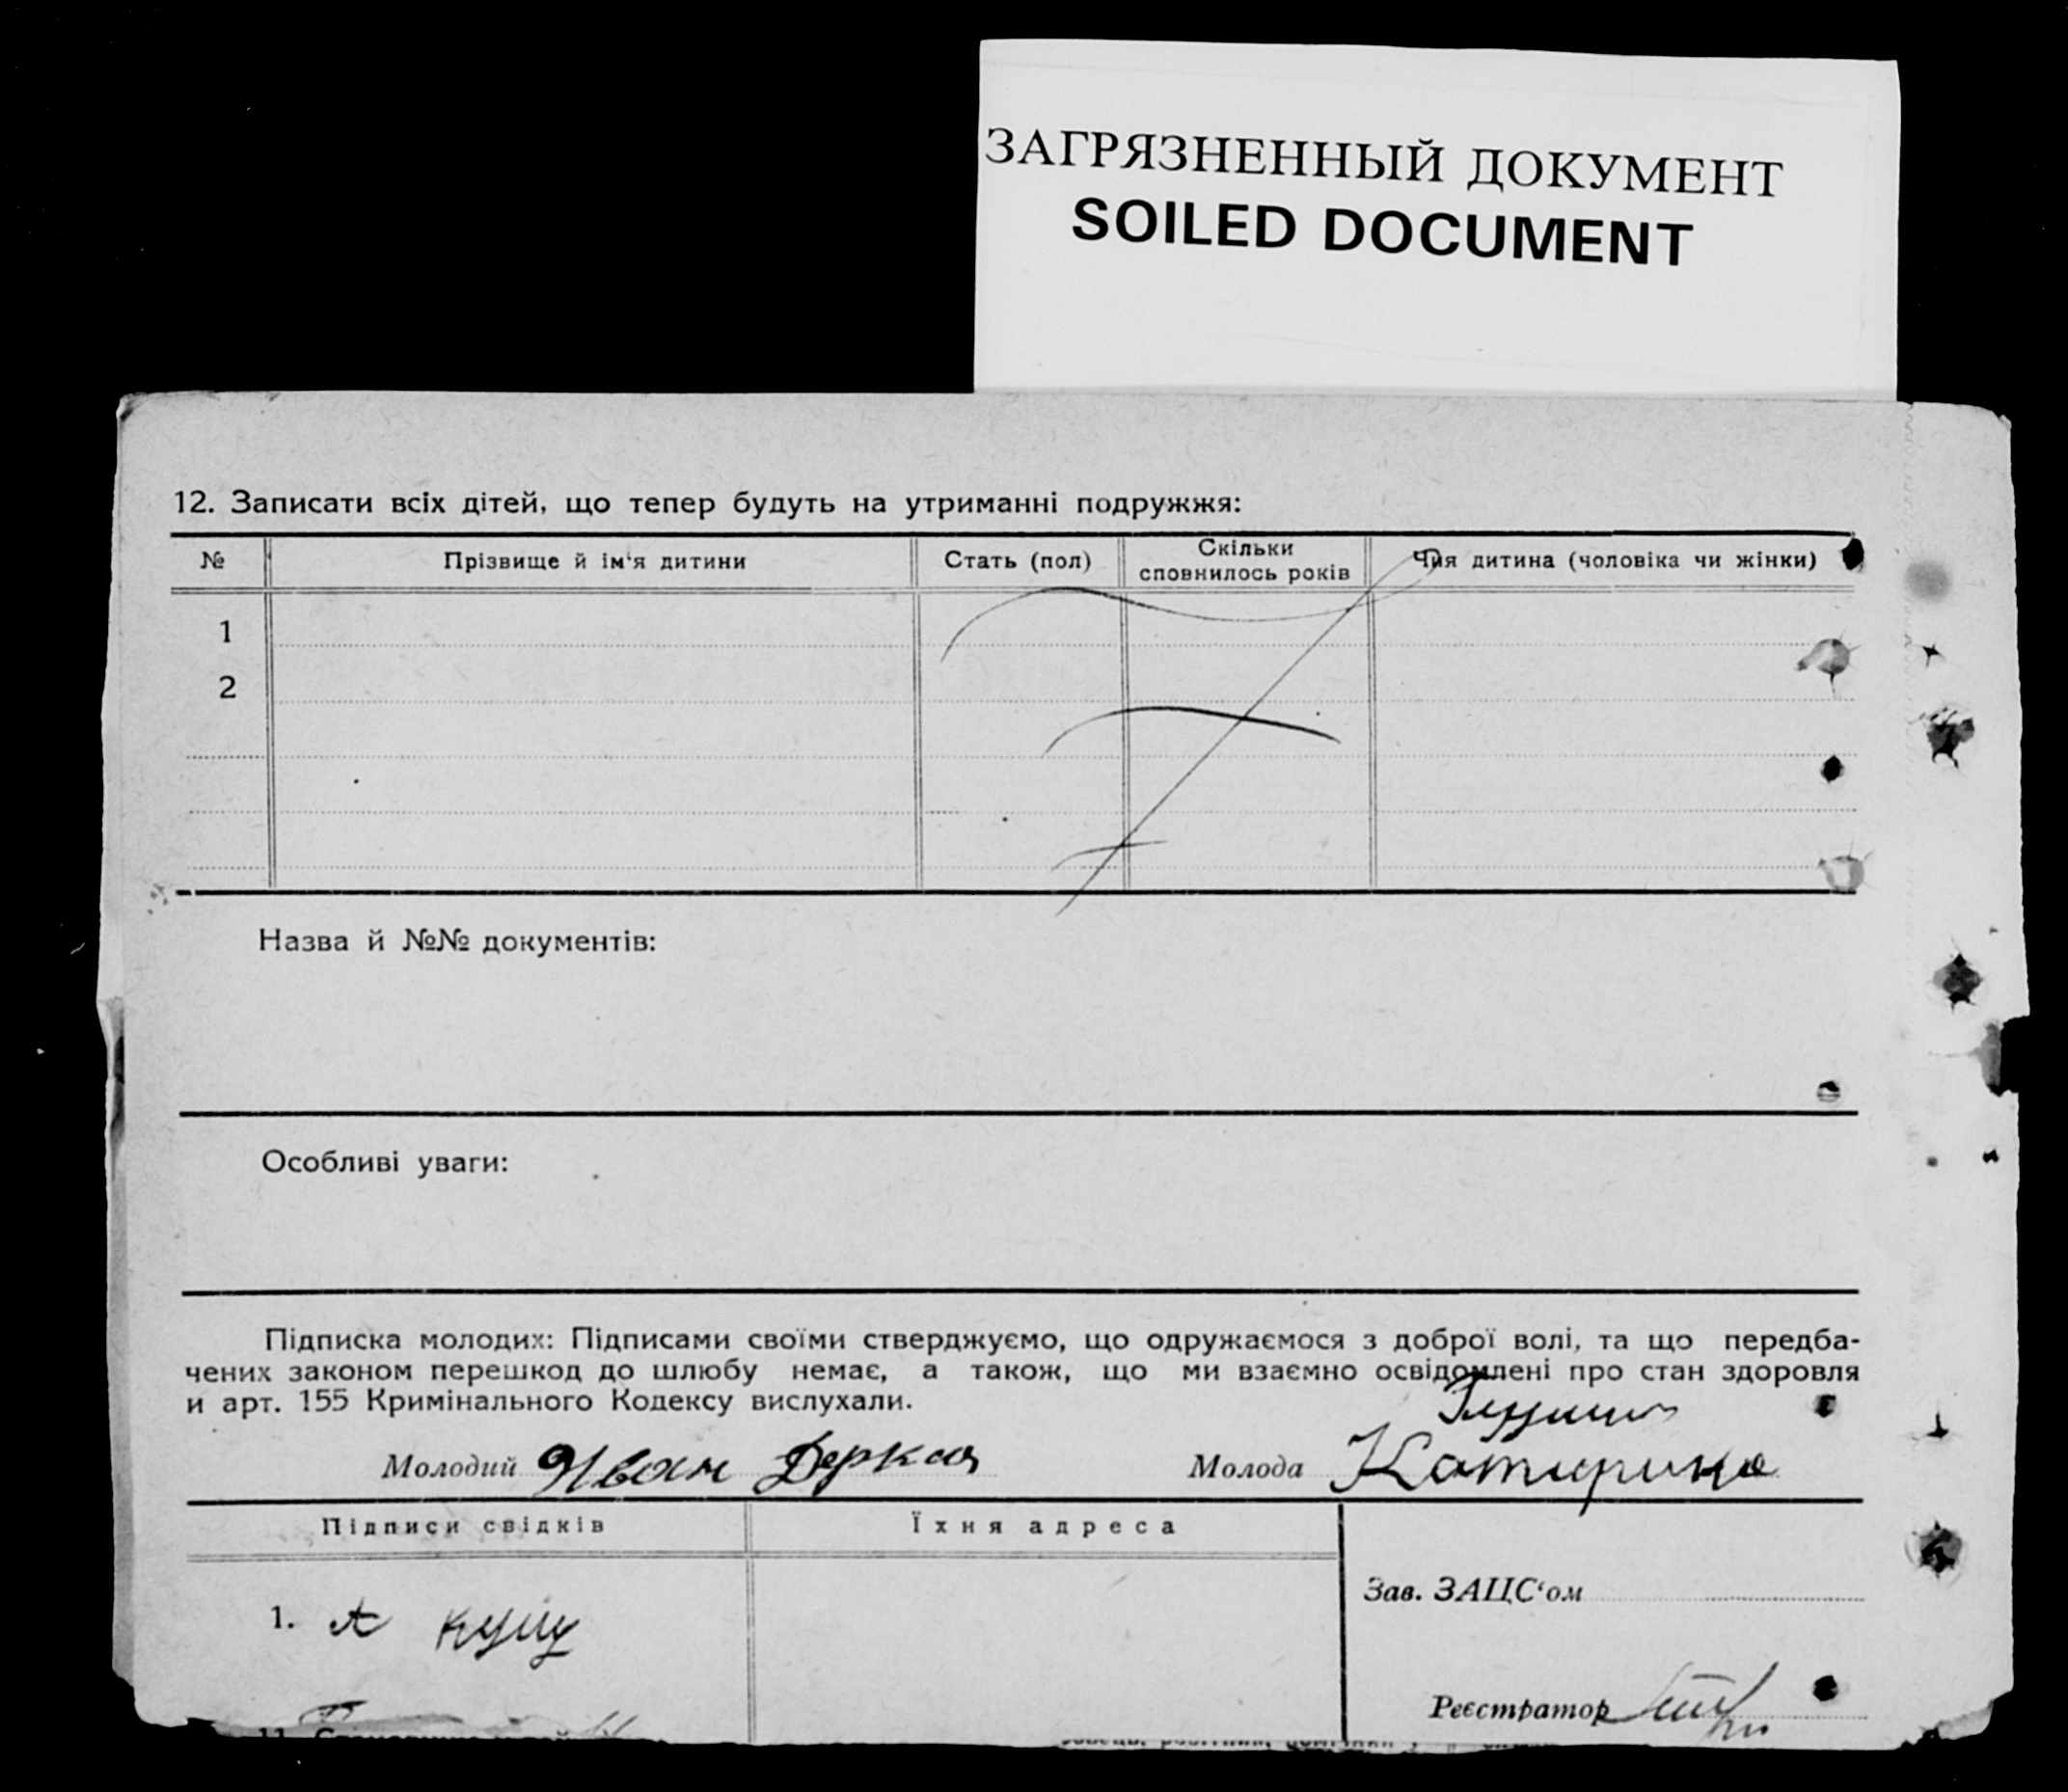 ЗАГРЯЗНЕННЫЙ ДОКУМЕНТ
SOILED DOCUMENT
12. Записати всіх дітей, що тепер будуть на утриманні подружжя:
№ Прізвище й ім'я дитини Стать (пол) Скільки сповнилось років Чия дитина (чоловіка чи жінки)
1
2
Назва й №№ документів:
Особливі уваги:
Підписка молодих: Підписами своїми стверджуємо, що одружаємося з доброї волі, та що передба-
чених законом перешкод до шлюбу немає, а також, що ми взаємно освідомлені про стан здоровля
и арт. 155 Кримінального Кодексу вислухали.
Молодий Иван Деркач Молода Катирина
Підписи свідків Їхня адреса
Зав. ЗАЦС'ом
1. А Кущ
Реєстратор